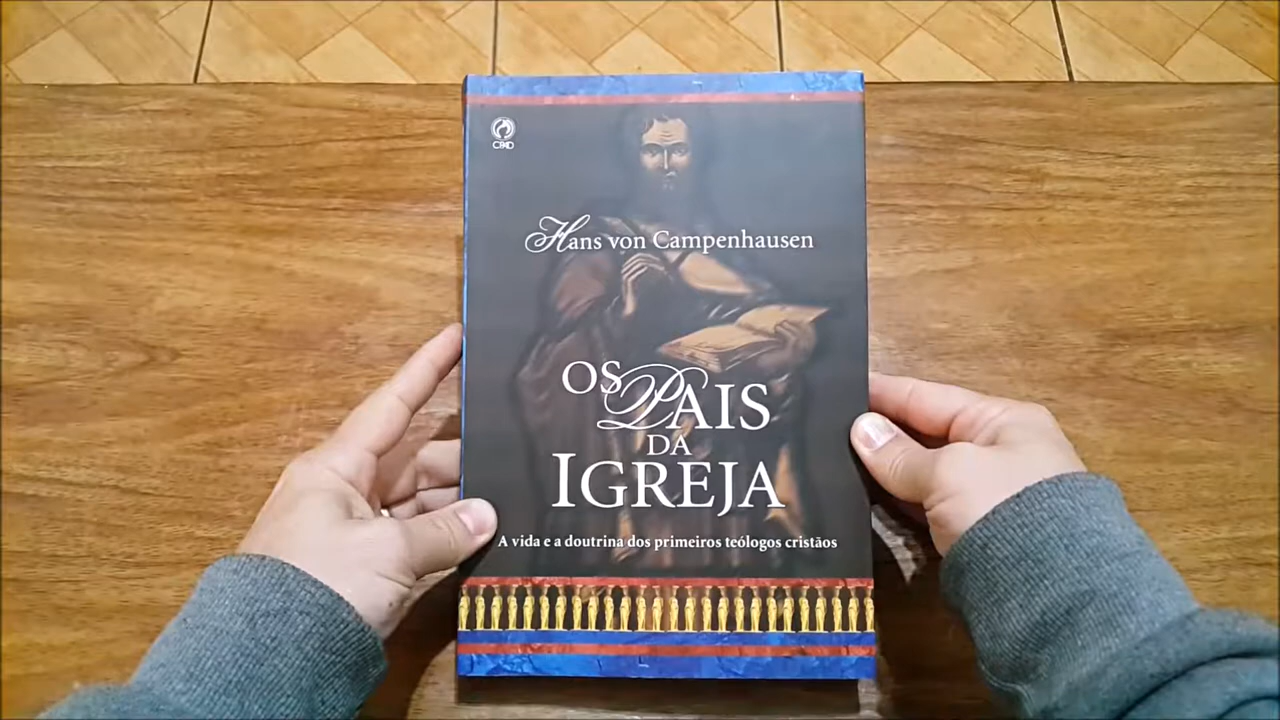 CPAD
Hans von Campenhausen
OS PAIS
DA
IGREJA
A vida e a doutrina dos primeiros teólogos cristãos